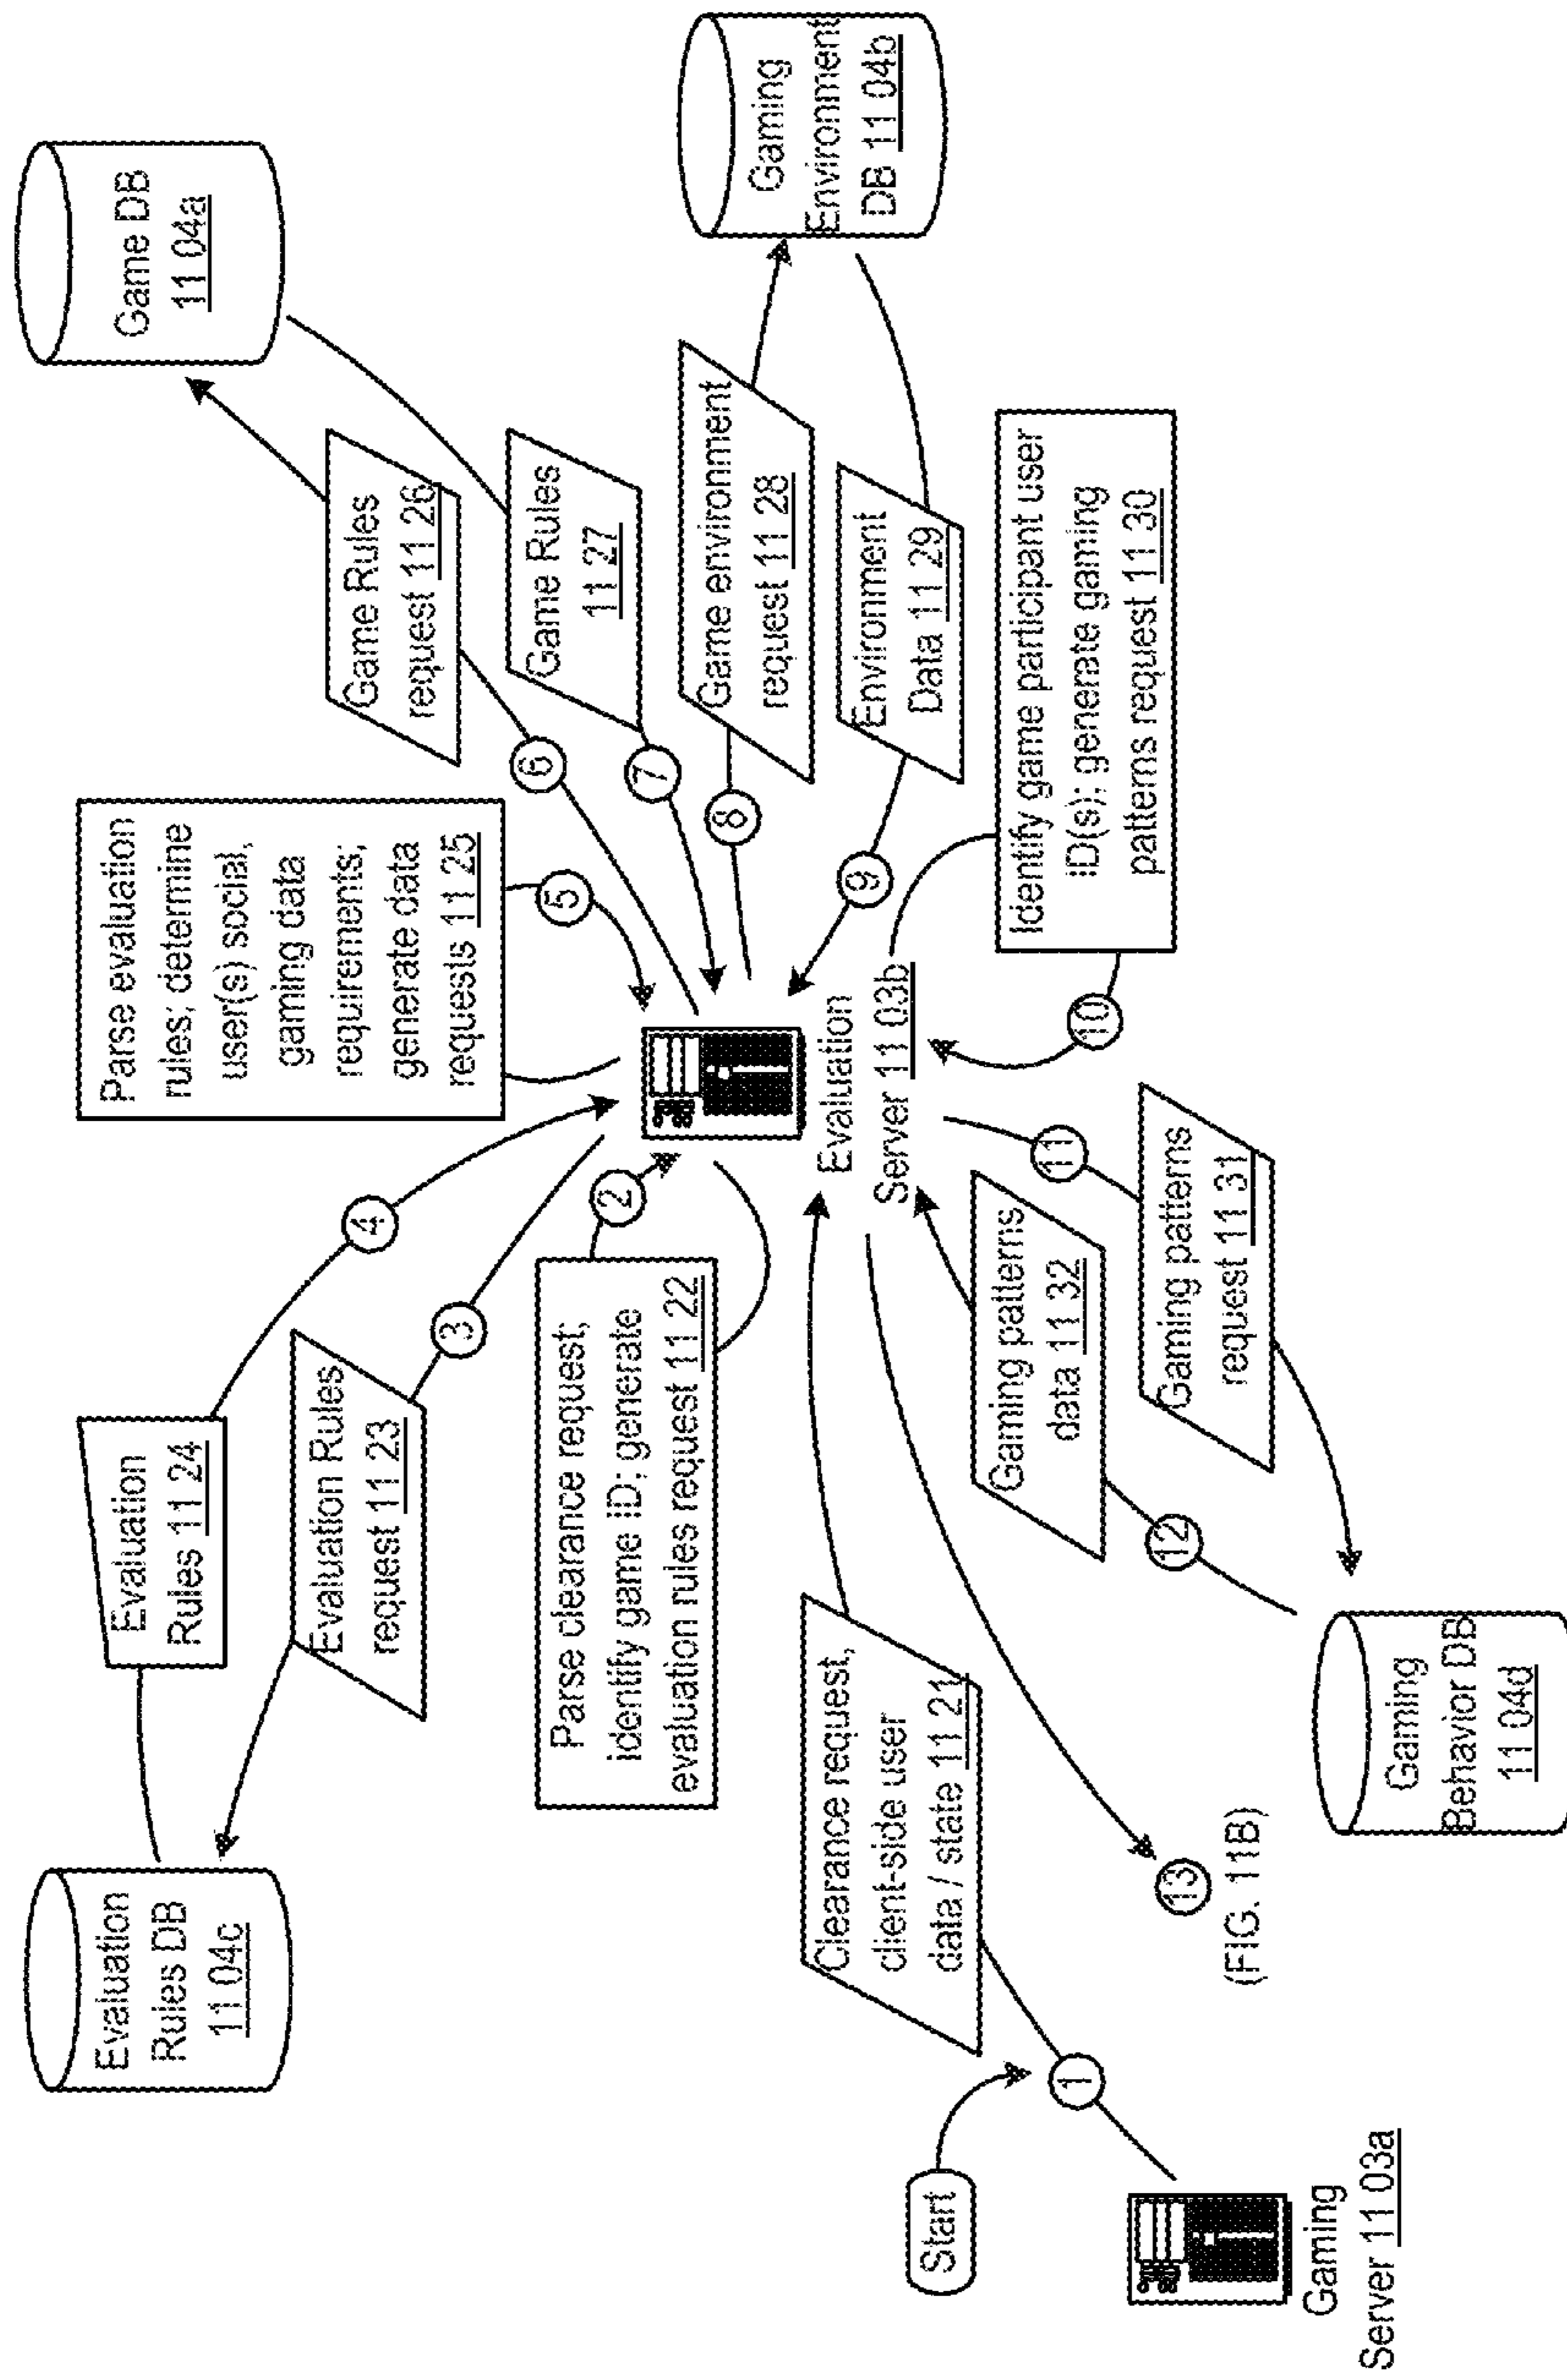 Start
Gaming
Server 11 03a
1
Clearance request,
client-side user
data / state 11 21
Evaluation
Rules DB
11 04c
Evaluation
Rules 11 24
Evaluation Rules
request 11 23
3
4
Parse clearance request;
identify game ID; generate
evaluation rules request 11 22
2
Evaluation
Server 11 03b
Parse evaluation
rules; determine
user(s) social,
gaming data
requirements;
generate data
requests 11 25
5
Game Rules
request 11 26
6
Game Rules
11 27
7
Game DB
11 04a
Game environment
request 11 28
8
Environment
Data 11 29
9
Gaming
Environment
DB 11 04b
Identify game participant user
ID(s); generate gaming
patterns request 11 30
10
11
Gaming patterns
request 11 31
Gaming patterns
data 11 32
12
Gaming
Behavior DB
11 04d
13
(FIG. 11B)